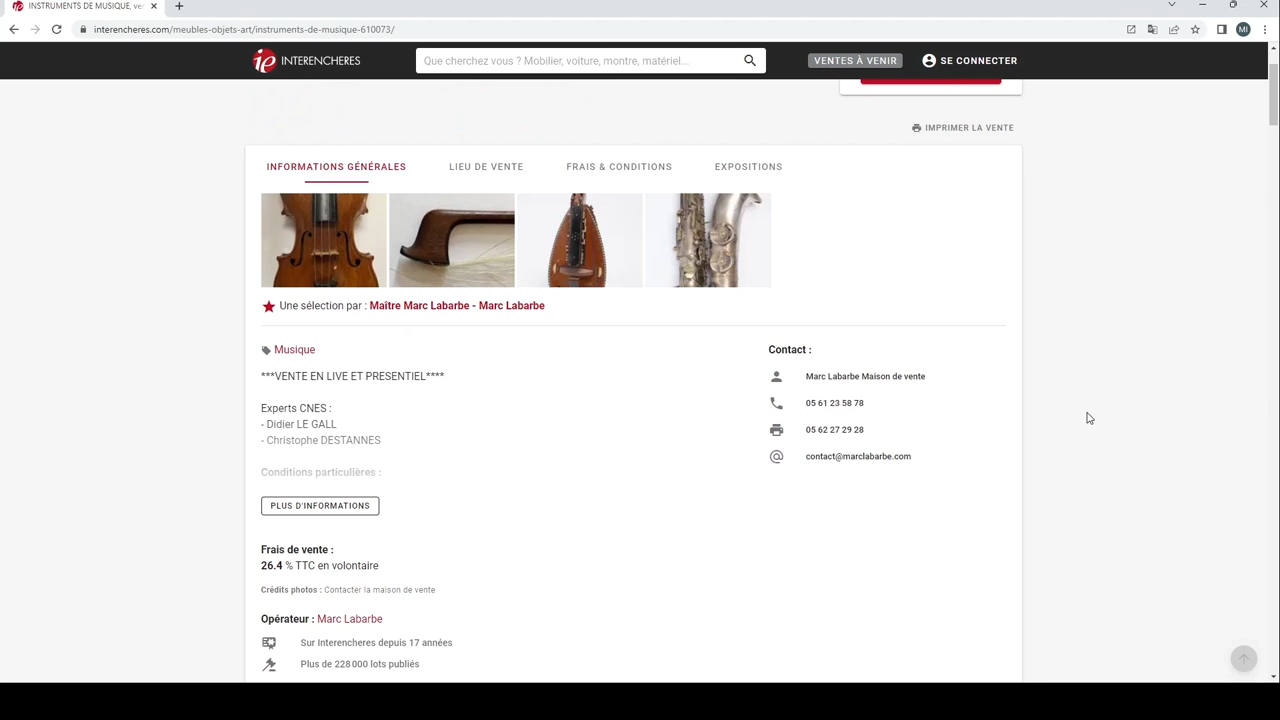 INSTRUMENTS DE MUSIQUE, ve
interencheres.com/meubles-objets-art/instruments-de-musique-610073/
MI
ie INTERENCHERES
Que cherchez vous ? Mobilier, voiture, montre, matériel...
VENTES À VENIR
SE CONNECTER
IMPRIMER LA VENTE
INFORMATIONS GÉNÉRALES
LIEU DE VENTE
FRAIS & CONDITIONS
EXPOSITIONS
Une sélection par : Maître Marc Labarbe - Marc Labarbe
Musique
***VENTE EN LIVE ET PRESENTIEL****
Experts CNES :
- Didier LE GALL
- Christophe DESTANNES
Conditions particulières :
PLUS D'INFORMATIONS
Contact :
Marc Labarbe Maison de vente
05 61 23 58 78
05 62 27 29 28
contact@marclabarbe.com
Frais de vente :
26.4 % TTC en volontaire
Crédits photos : Contacter la maison de vente
Opérateur : Marc Labarbe
Sur Interencheres depuis 17 années
Plus de 228 000 lots publiés